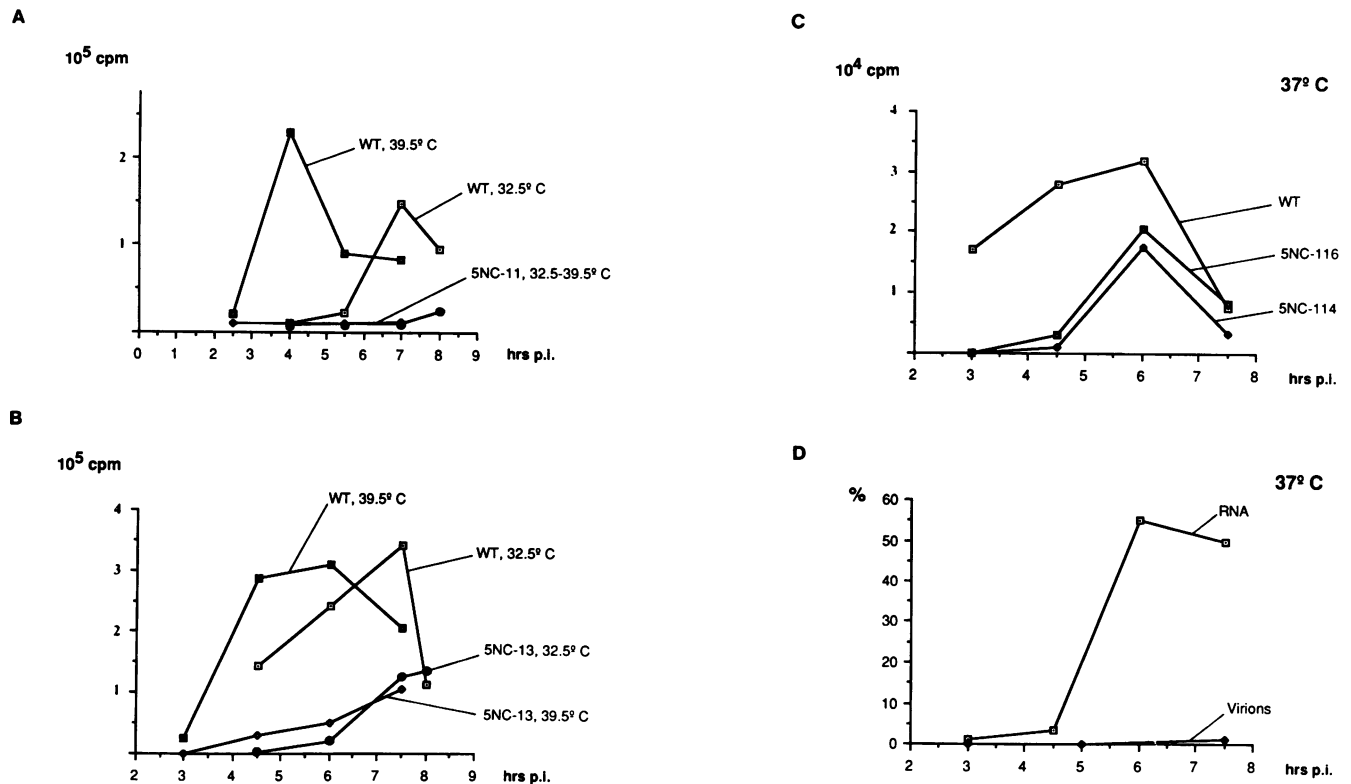 A
10⁵ cpm
2
1
WT, 39.5º C
WT, 32.5º C
5NC-11, 32.5-39.5º C
0 1 2 3 4 5 6 7 8 9 hrs p.i.
B
10⁵ cpm
4
3
2
1
WT, 39.5º C
WT, 32.5º C
5NC-13, 32.5º C
5NC-13, 39.5º C
2 3 4 5 6 7 8 9 hrs p.i.
C
10⁴ cpm
37º C
4
3
2
1
WT
5NC-116
5NC-114
2 3 4 5 6 7 8 hrs p.i.
D
%
37º C
60
50
40
30
20
10
0
RNA
Virions
2 3 4 5 6 7 8 hrs p.i.